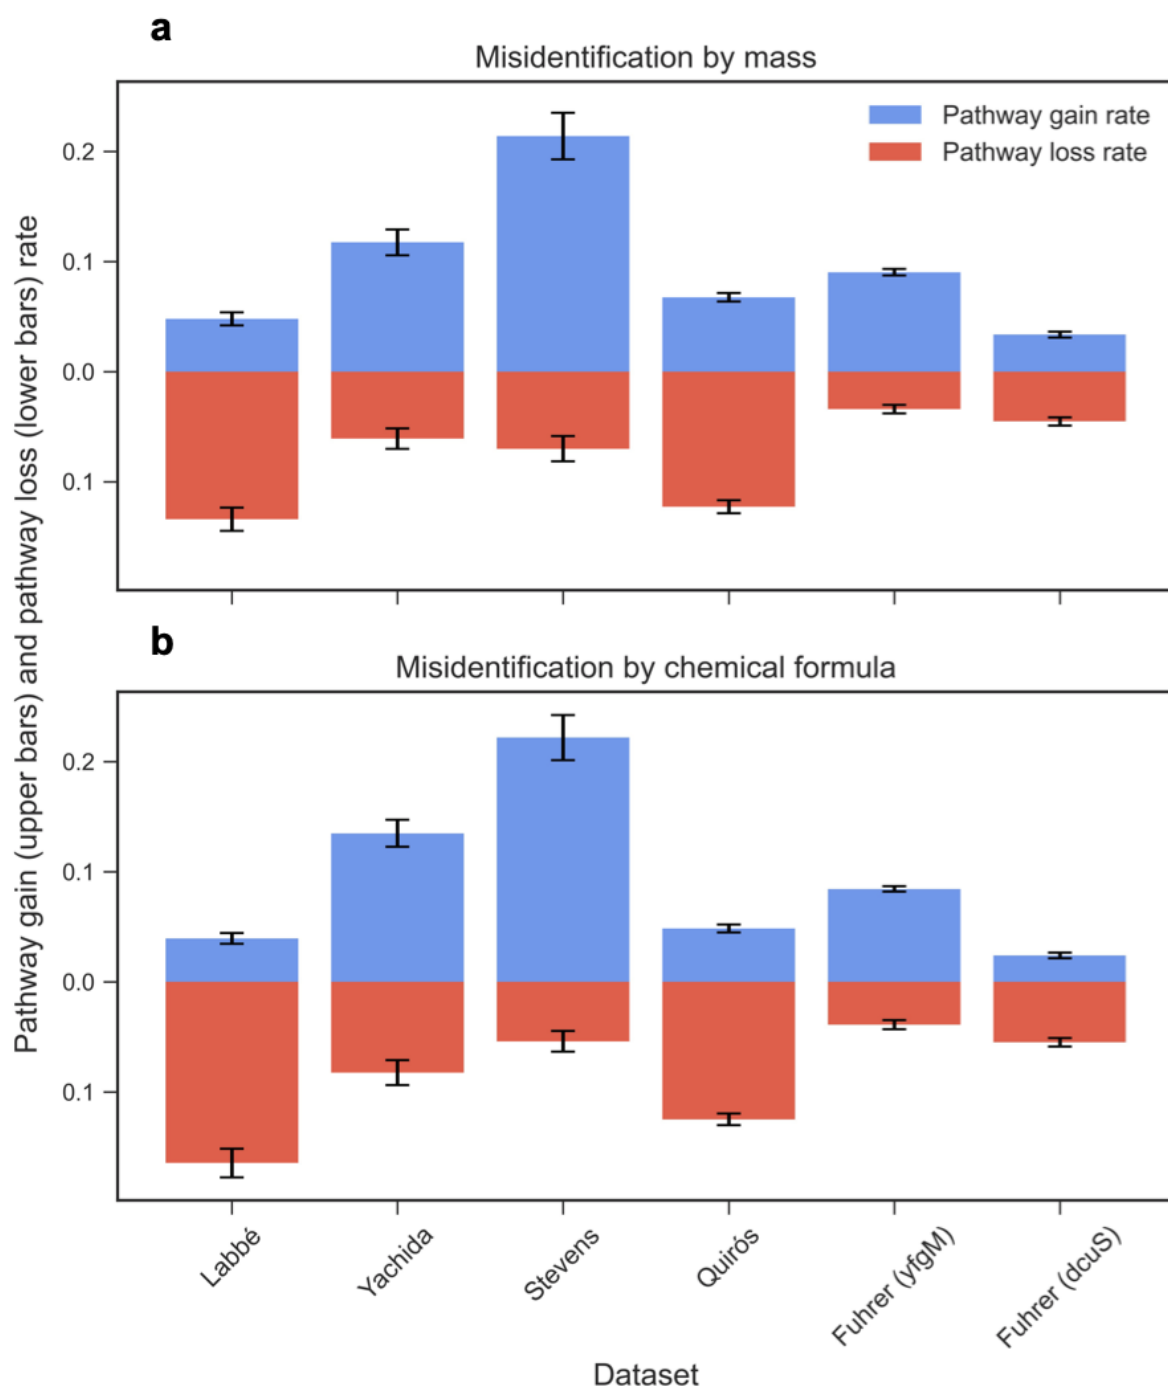 a
Misidentification by mass
Pathway gain rate
Pathway loss rate
0.2
0.1
0.0
0.1
Pathway gain (upper bars) and pathway loss (lower bars) rate
b
Misidentification by chemical formula
0.2
0.1
0.0
0.1
Labbé
Yachida
Stevens
Quirós
Fuhrer (yfgM)
Fuhrer (dcuS)
Dataset